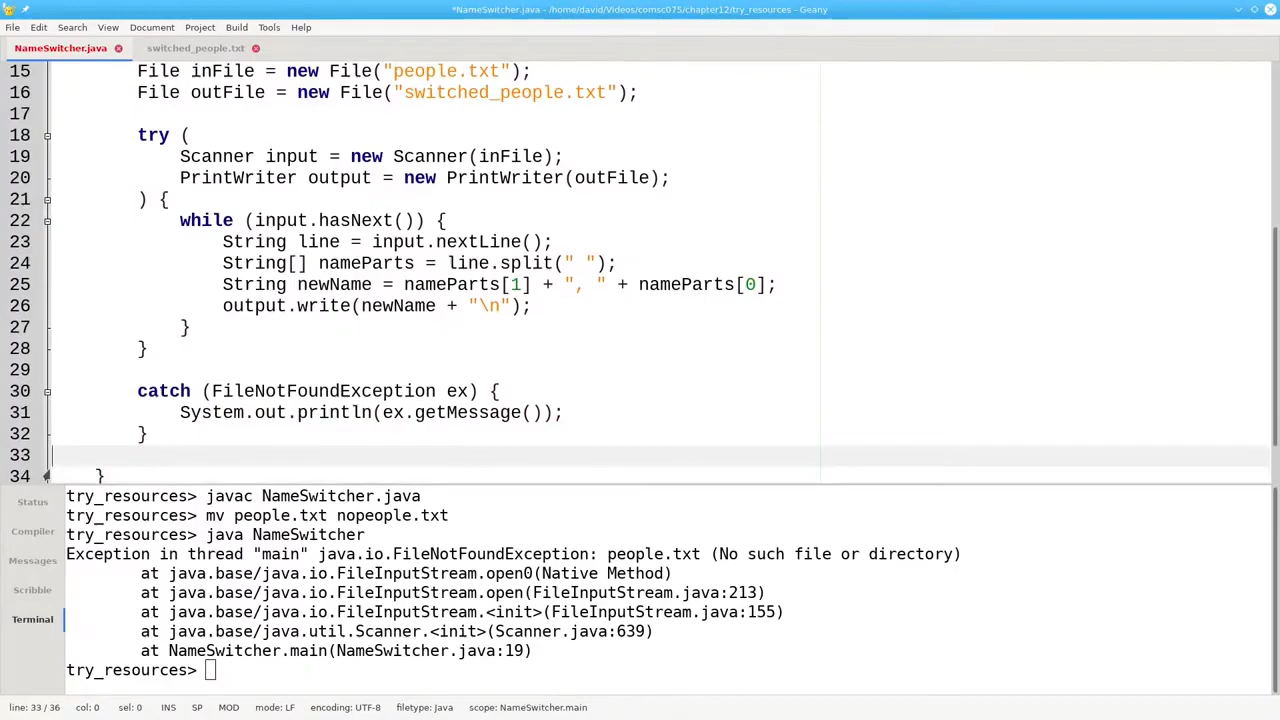 *NameSwitcher.java - /home/david/Videos/comsc075/chapter12/try_resources - Geany
File Edit Search View Document Project Build Tools Help
NameSwitcher.java switched_people.txt
15 File inFile = new File("people.txt");
16 File outFile = new File("switched_people.txt");
17
18 try (
19 Scanner input = new Scanner(inFile);
20 PrintWriter output = new PrintWriter(outFile);
21 ) {
22 while (input.hasNext()) {
23 String line = input.nextLine();
24 String[] nameParts = line.split(" ");
25 String newName = nameParts[1] + ", " + nameParts[0];
26 output.write(newName + "\n");
27 }
28 }
29
30 catch (FileNotFoundException ex) {
31 System.out.println(ex.getMessage());
32 }
33
34 }
Status
Compiler
Messages
Scribble
Terminal
try_resources> javac NameSwitcher.java
try_resources> mv people.txt nopeople.txt
try_resources> java NameSwitcher
Exception in thread "main" java.io.FileNotFoundException: people.txt (No such file or directory)
at java.base/java.io.FileInputStream.open0(Native Method)
at java.base/java.io.FileInputStream.open(FileInputStream.java:213)
at java.base/java.io.FileInputStream.<init>(FileInputStream.java:155)
at java.base/java.util.Scanner.<init>(Scanner.java:639)
at NameSwitcher.main(NameSwitcher.java:19)
try_resources>
line: 33 / 36 col: 0 sel: 0 INS SP MOD mode: LF encoding: UTF-8 filetype: Java scope: NameSwitcher.main